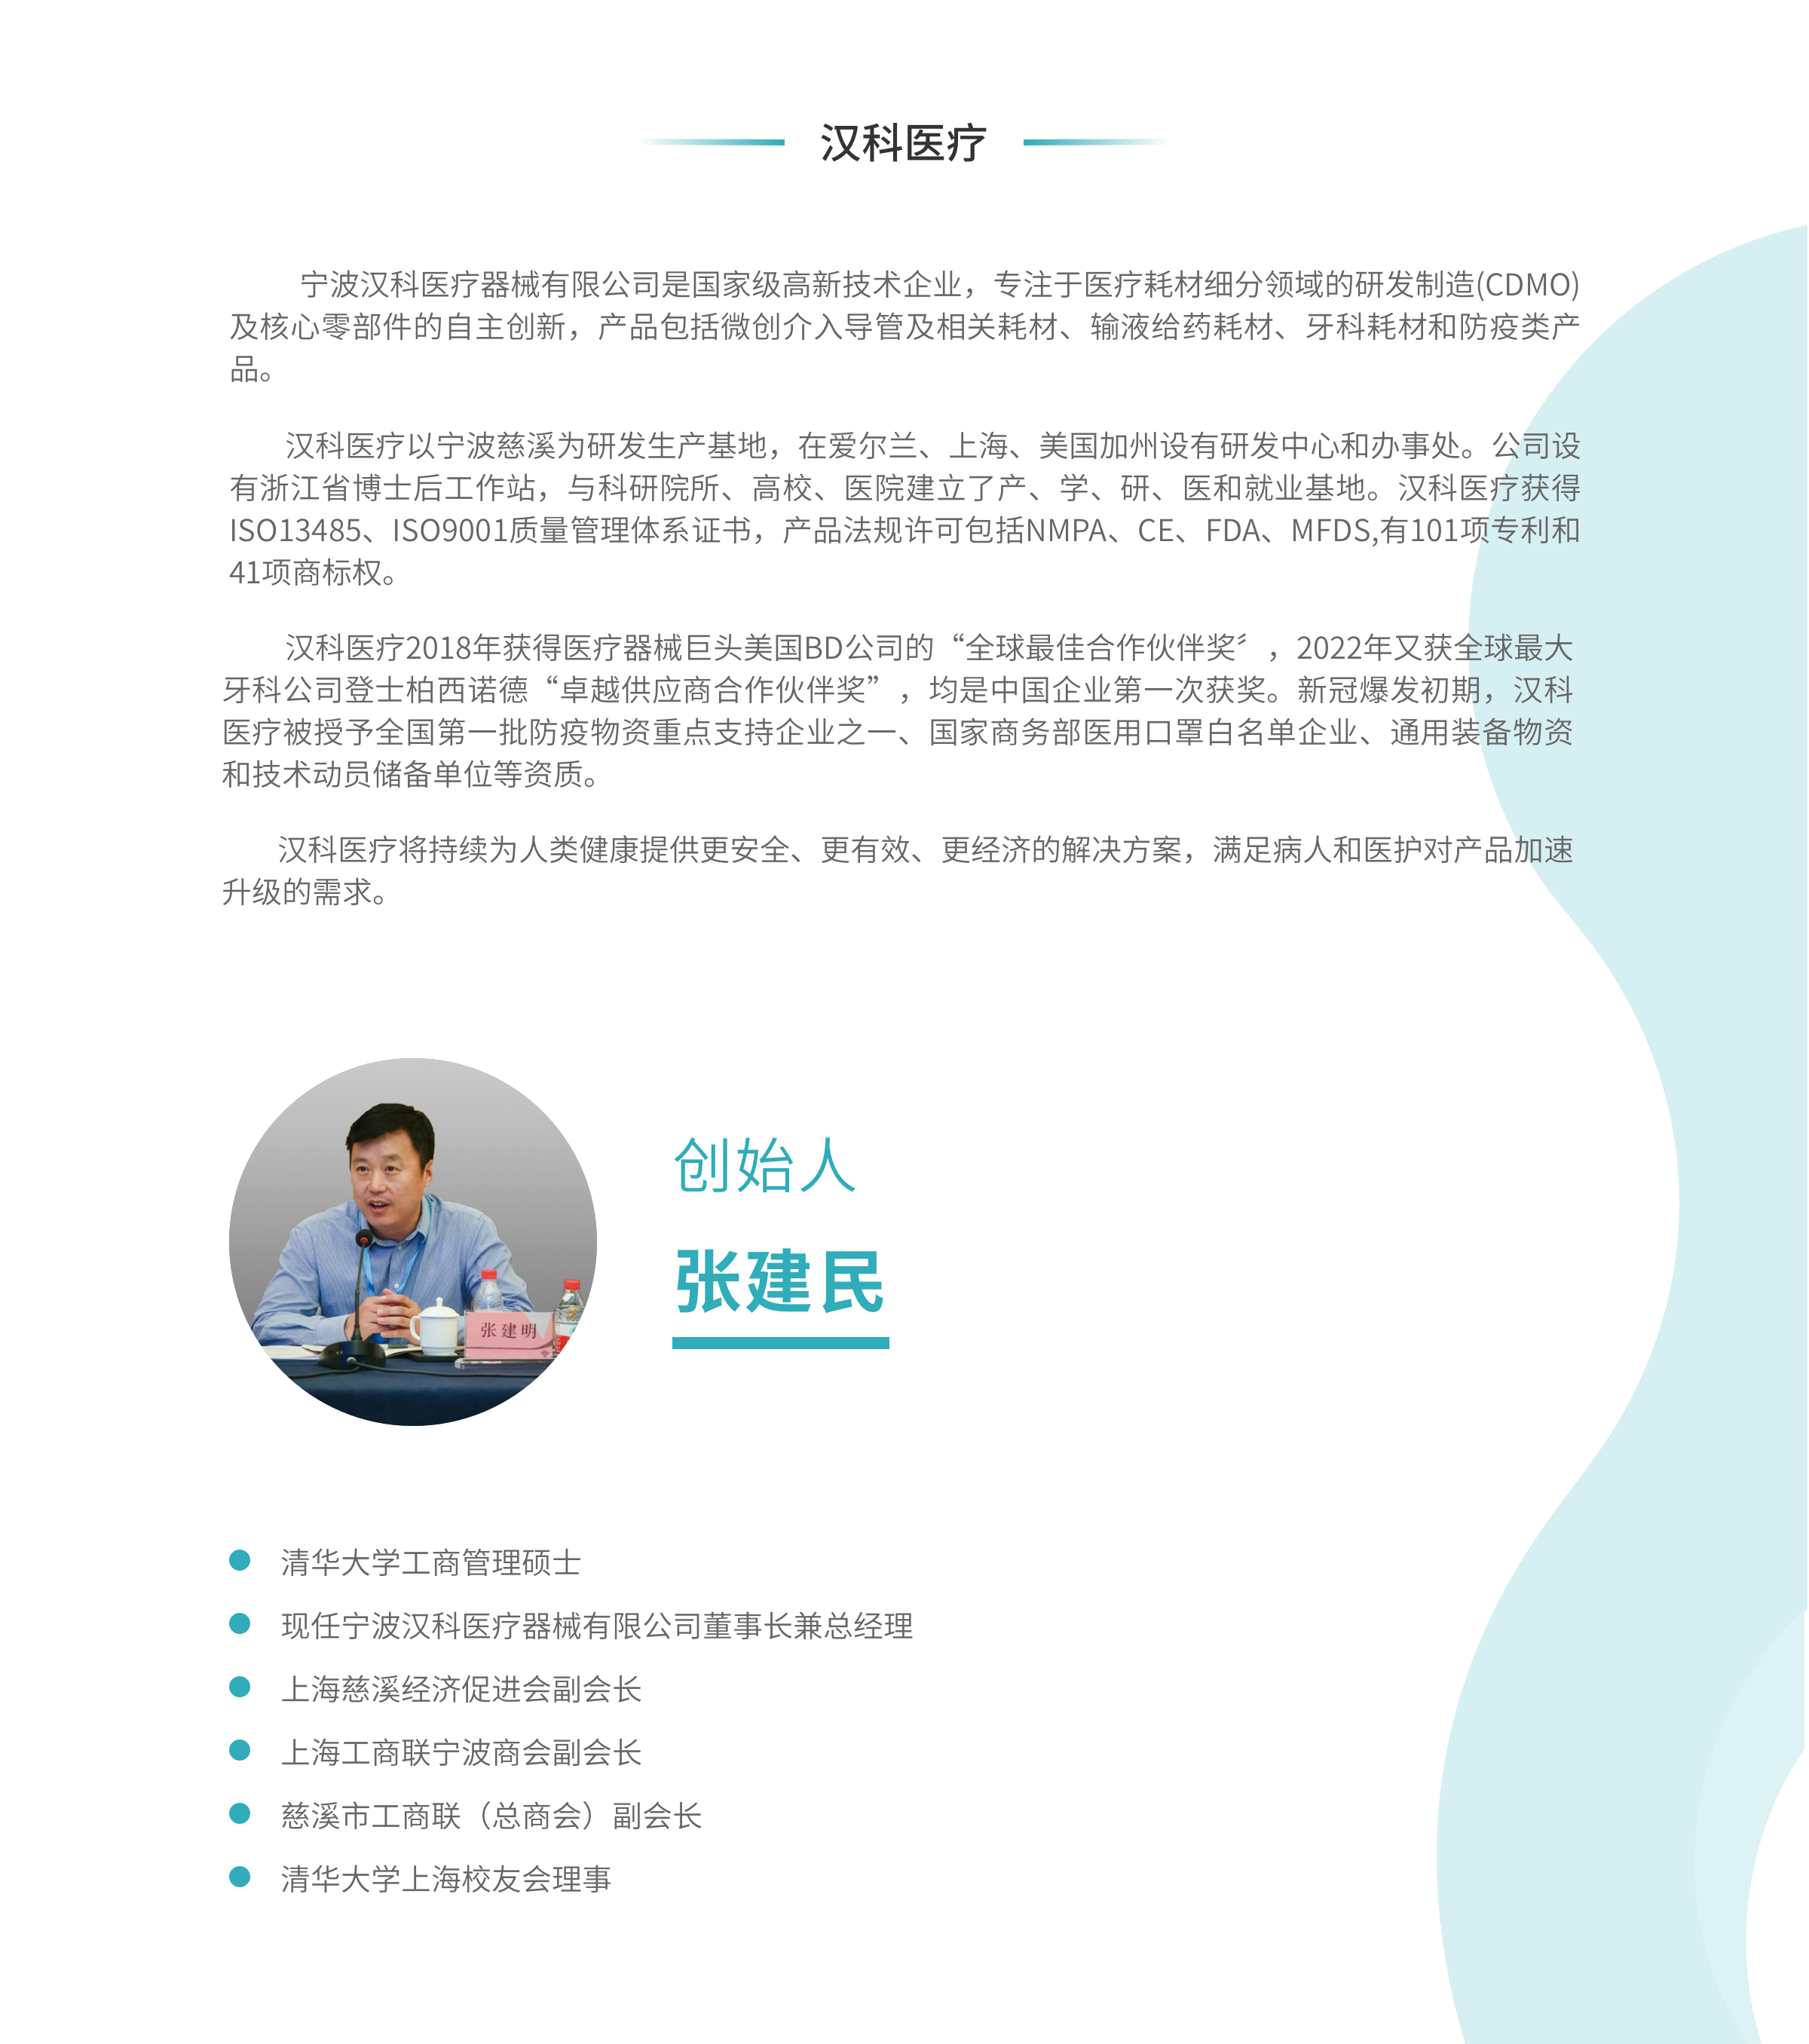 汉科医疗
宁波汉科医疗器械有限公司是国家级高新技术企业，专注于医疗耗材细分领域的研发制造(CDMO)
及核心零部件的自主创新，产品包括微创介入导管及相关耗材、输液给药耗材、牙科耗材和防疫类产
品。
汉科医疗以宁波慈溪为研发生产基地，在爱尔兰、上海、美国加州设有研发中心和办事处。公司设
有浙江省博士后工作站，与科研院所、高校、医院建立了产、学、研、医和就业基地。汉科医疗获得
ISO13485、ISO9001质量管理体系证书，产品法规许可包括NMPA、CE、FDA、MFDS,有101项专利和
41项商标权。
汉科医疗2018年获得医疗器械巨头美国BD公司的“全球最佳合作伙伴奖〞，2022年又获全球最大
牙科公司登士柏西诺德“卓越供应商合作伙伴奖”，均是中国企业第一次获奖。新冠爆发初期，汉科
医疗被授予全国第一批防疫物资重点支持企业之一、国家商务部医用口罩白名单企业、通用装备物资
和技术动员储备单位等资质。
汉科医疗将持续为人类健康提供更安全、更有效、更经济的解决方案，满足病人和医护对产品加速
升级的需求。
创始人
张建民
张建明
清华大学工商管理硕士
现任宁波汉科医疗器械有限公司董事长兼总经理
上海慈溪经济促进会副会长
上海工商联宁波商会副会长
慈溪市工商联（总商会）副会长
清华大学上海校友会理事